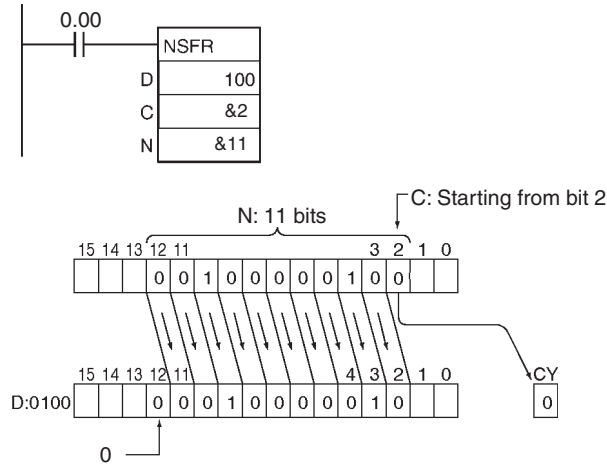 0.00
NSFR
D 100
C &2
N &11
C: Starting from bit 2
N: 11 bits
15 14 13 12 11 3 2 1 0
0 0 1 0 0 0 0 0 1 0 0
15 14 13 12 11 4 3 2 1 0 CY
D:0100 0 0 0 1 0 0 0 0 0 1 0 0
0